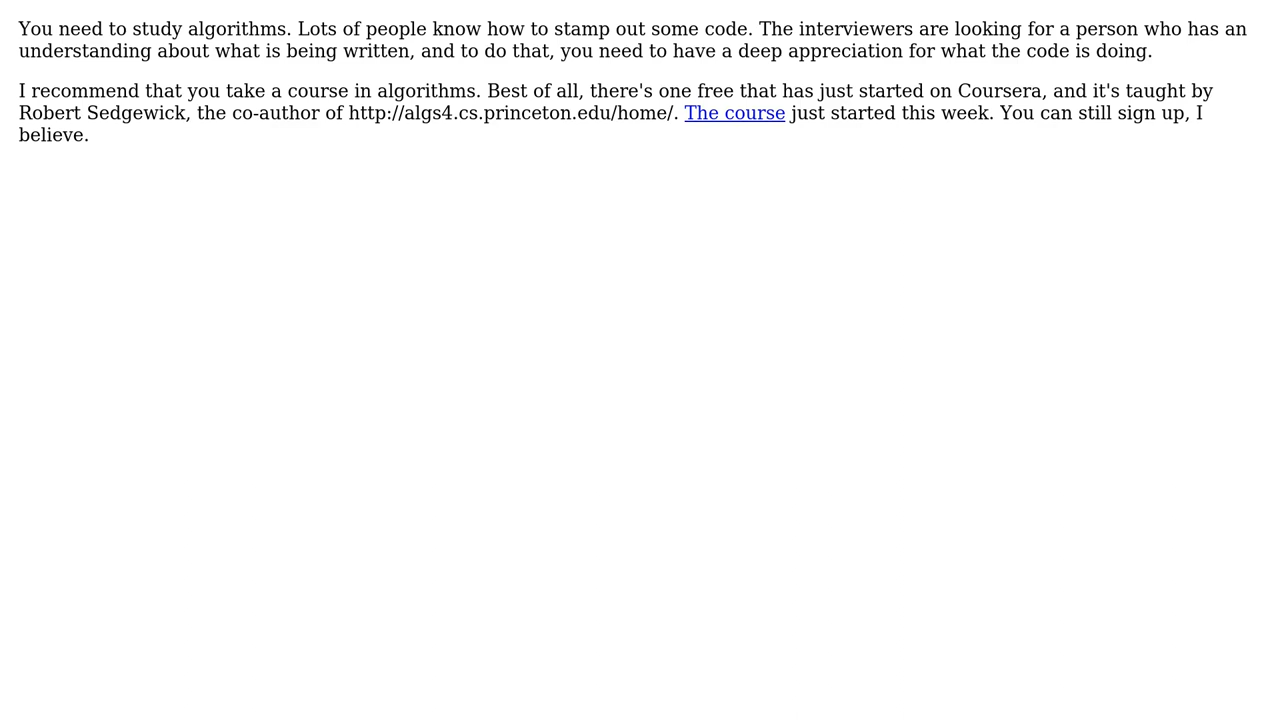 You need to study algorithms. Lots of people know how to stamp out some code. The interviewers are looking for a person who has an
understanding about what is being written, and to do that, you need to have a deep appreciation for what the code is doing.
I recommend that you take a course in algorithms. Best of all, there's one free that has just started on Coursera, and it's taught by
Robert Sedgewick, the co-author of http://algs4.cs.princeton.edu/home/. The course just started this week. You can still sign up, I
believe.